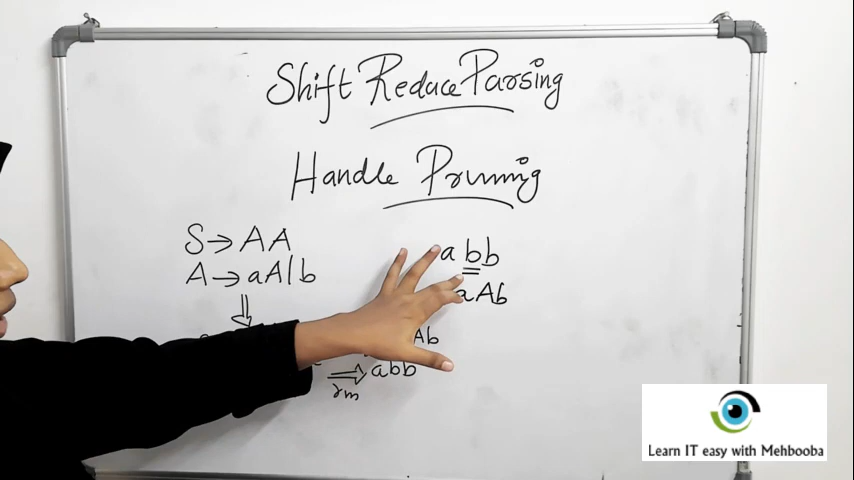 Shift Reduce Parsing
Handle Pruning
S → AA
A → aA | b
⇓
abb
aAb
Ab
⇒ abb
rm
Learn IT easy with Mehbooba